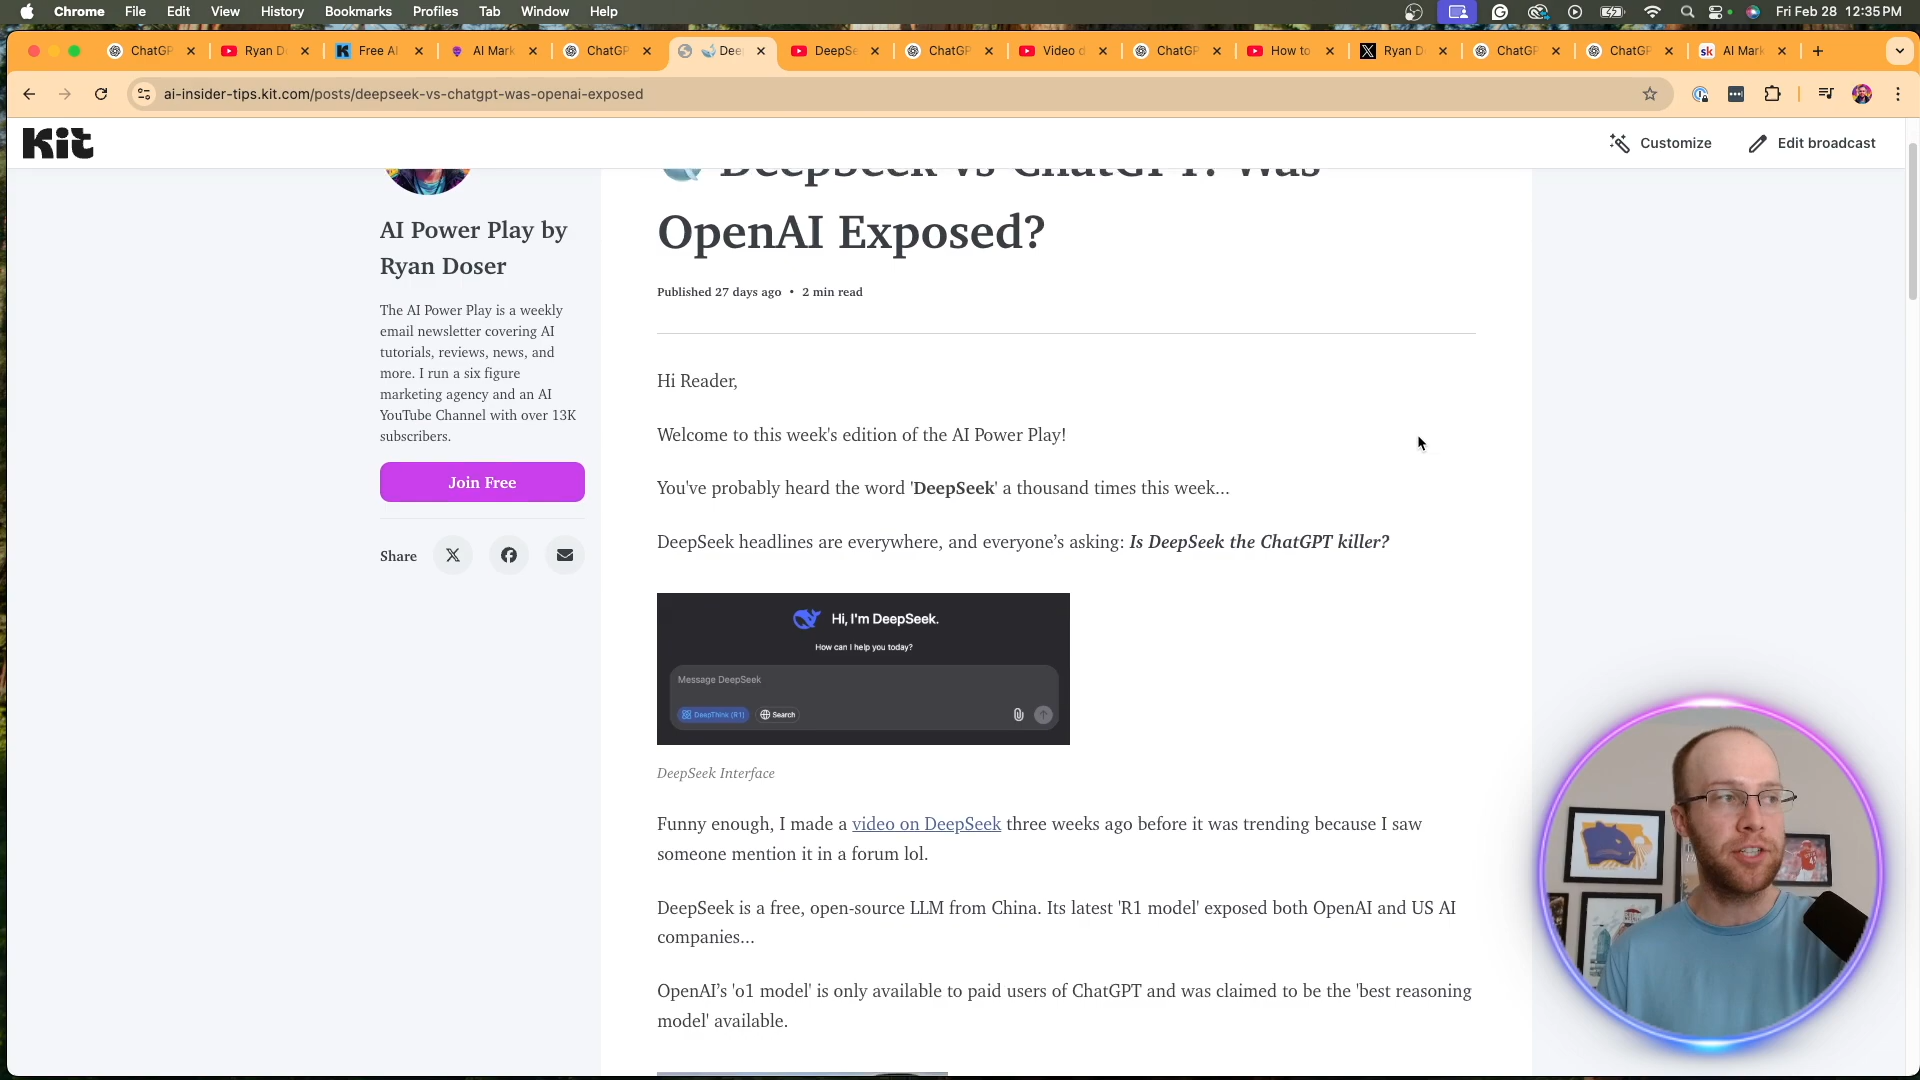 Chrome File Edit View History Bookmarks Profiles Tab Window Help Fri Feb 28 12:35 PM
ChatGP Ryan D Free AI AI Mark ChatGP Dee DeepSe ChatGP Video d ChatGP How to Ryan D ChatGP ChatGP sk AI Mark
ai-insider-tips.kit.com/posts/deepseek-vs-chatgpt-was-openai-exposed
Kit Customize Edit broadcast
DeepSeek vs ChatGPT: Was
OpenAI Exposed?
Published 27 days ago • 2 min read
AI Power Play by
Ryan Doser
The AI Power Play is a weekly
email newsletter covering AI
tutorials, reviews, news, and
more. I run a six figure
marketing agency and an AI
YouTube Channel with over 13K
subscribers.
Join Free
Share
Hi Reader,
Welcome to this week's edition of the AI Power Play!
You've probably heard the word 'DeepSeek' a thousand times this week...
DeepSeek headlines are everywhere, and everyone’s asking: Is DeepSeek the ChatGPT killer?
Hi, I'm DeepSeek.
How can I help you today?
Message DeepSeek
DeepThink (R1) Search
DeepSeek Interface
Funny enough, I made a video on DeepSeek three weeks ago before it was trending because I saw
someone mention it in a forum lol.
DeepSeek is a free, open-source LLM from China. Its latest 'R1 model' exposed both OpenAI and US AI
companies...
OpenAI’s 'o1 model' is only available to paid users of ChatGPT and was claimed to be the 'best reasoning
model' available.